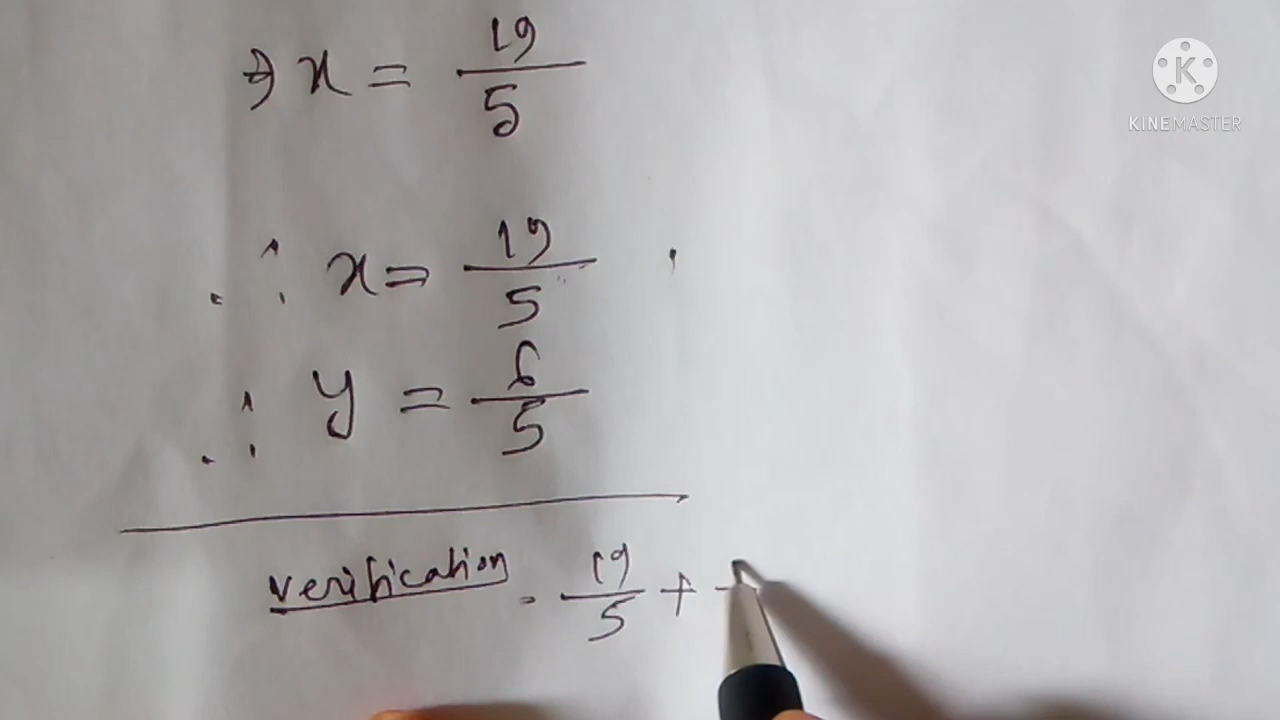 ⇒ x = 19/5
∴ x = 19/5
∴ y = 6/5
verification - 19/5 +
K
KINEMASTER